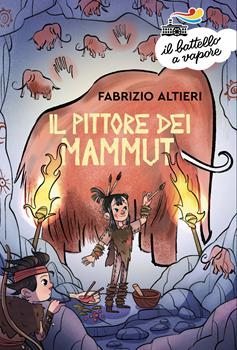 il battello
a vapore
FABRIZIO ALTIERI
IL PITTORE DEI
MAMMUT